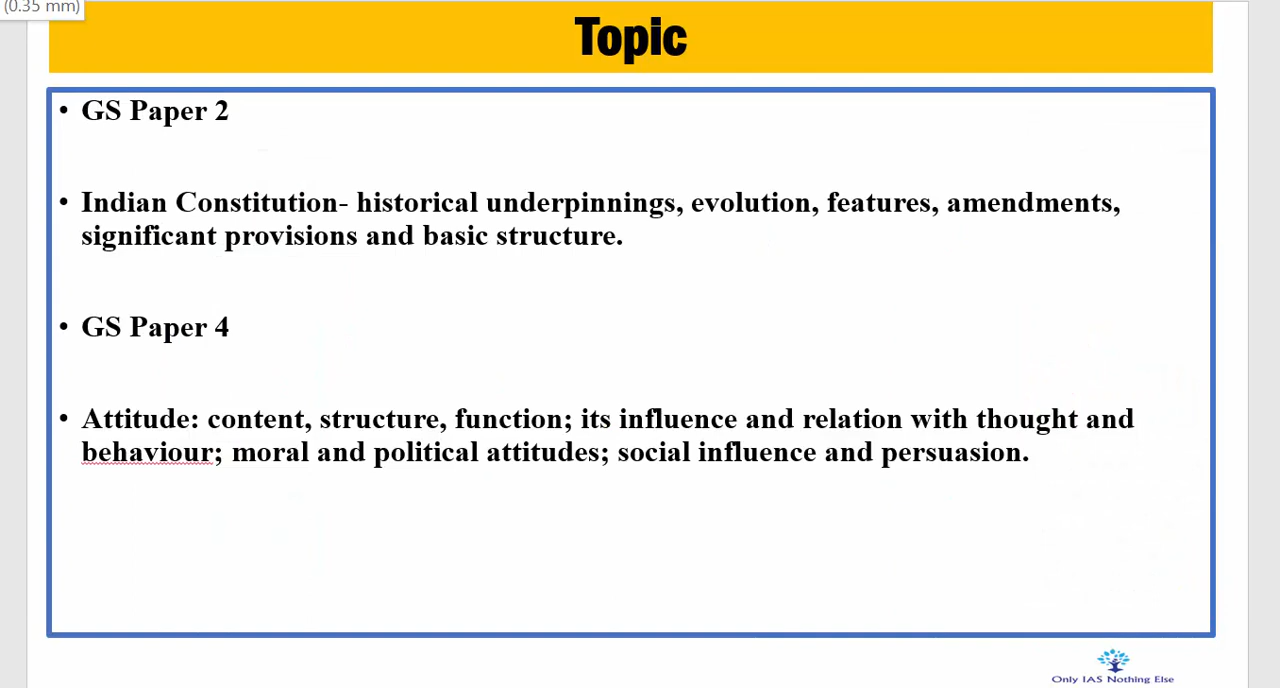 (0.35 mm)
Topic
• GS Paper 2
• Indian Constitution- historical underpinnings, evolution, features, amendments,
significant provisions and basic structure.
• GS Paper 4
• Attitude: content, structure, function; its influence and relation with thought and
behaviour; moral and political attitudes; social influence and persuasion.
Only IAS Nothing Else